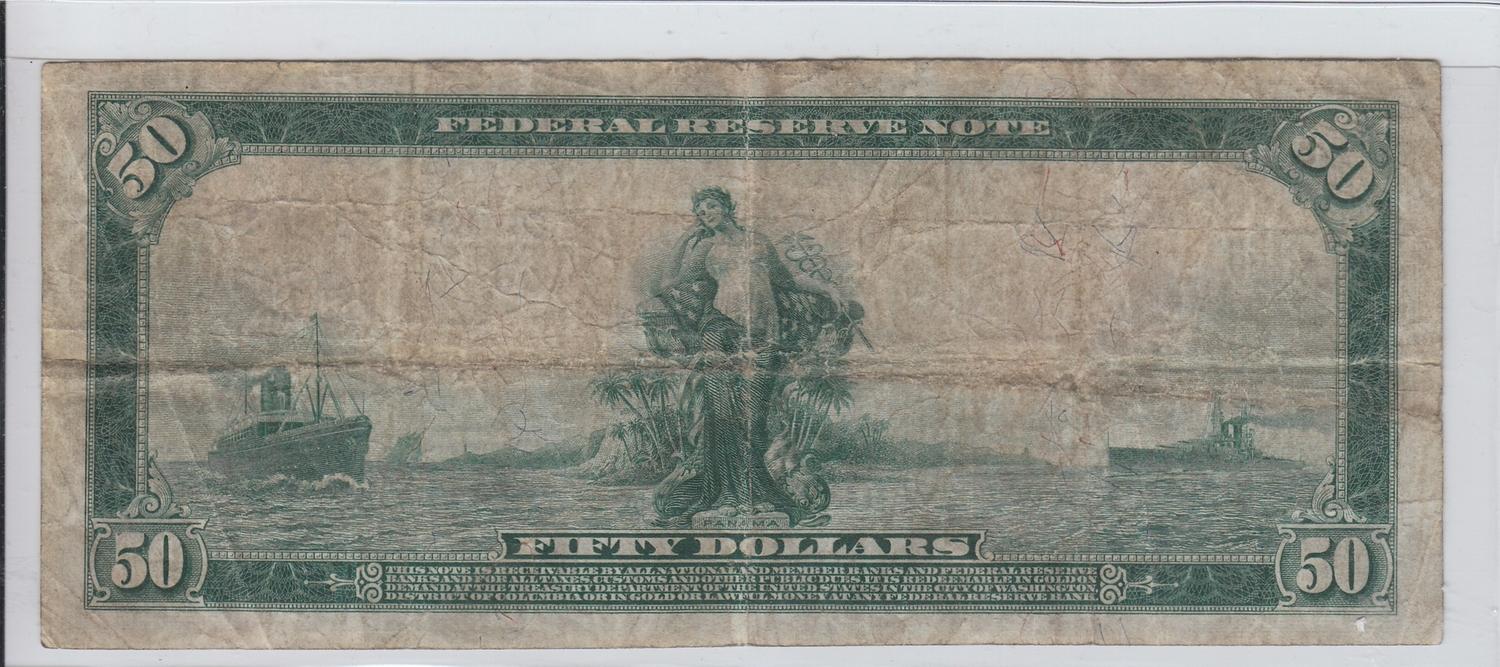 50 FEDERAL RESERVE NOTE 50
PANAMA
FIFTY DOLLARS
50 50
THIS NOTE IS RECEIVABLE BY ALL NATIONAL AND MEMBER BANKS AND FEDERAL RESERVE
BANKS AND FOR ALL TAXES, CUSTOMS AND OTHER PUBLIC DUES. IT IS REDEEMABLE IN GOLD ON
DEMAND AT THE TREASURY DEPARTMENT OF THE UNITED STATES IN THE CITY OF WASHINGTON
DISTRICT OF COLUMBIA OR IN GOLD OR LAWFUL MONEY AT ANY FEDERAL RESERVE BANK.